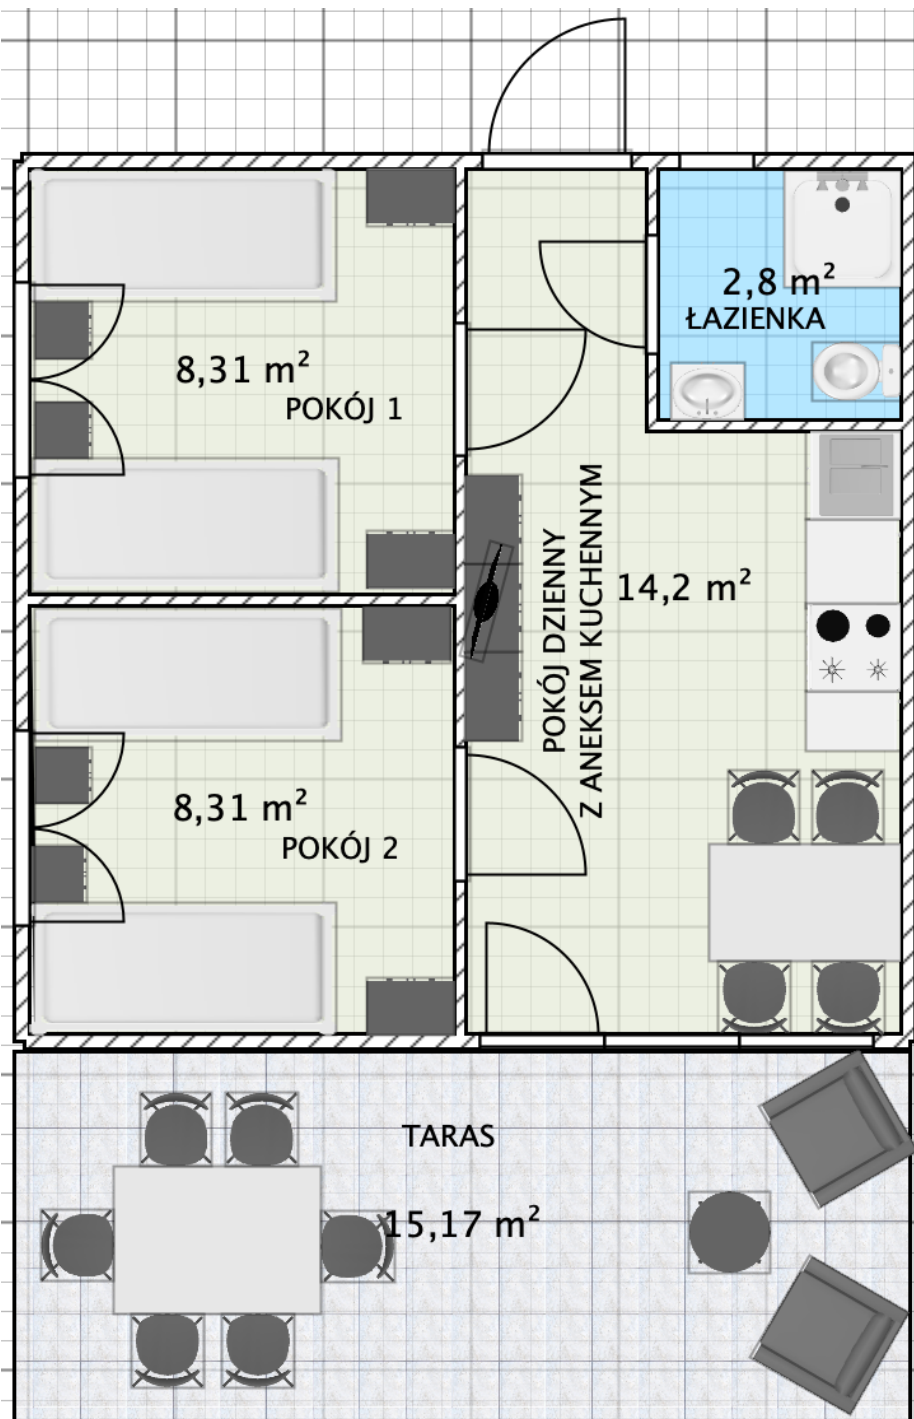 2,8 m²
ŁAZIENKA
8,31 m²
POKÓJ 1
POKÓJ DZIENNY
Z ANEKSEM KUCHENNYM
14,2 m²
8,31 m²
POKÓJ 2
TARAS
15,17 m²